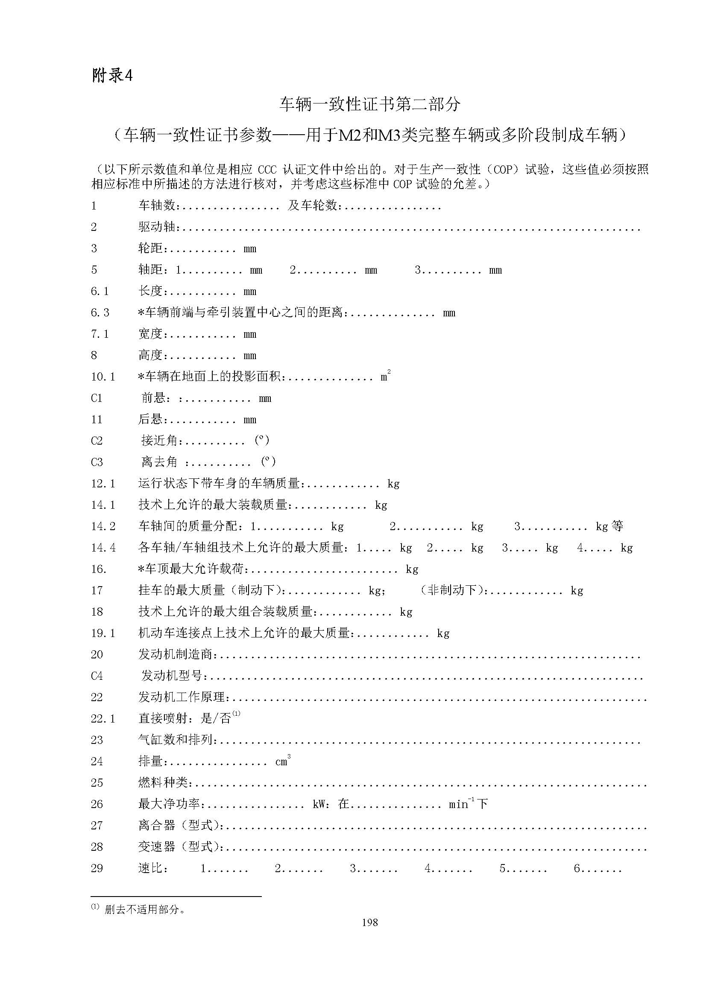 附录4
车辆一致性证书第二部分
（车辆一致性证书参数——用于M2和M3类完整车辆或多阶段制成车辆）
（以下所示数值和单位是相应 CCC 认证文件中给出的。对于生产一致性（COP）试验，这些值必须按照
相应标准中所描述的方法进行核对，并考虑这些标准中 COP 试验的允差。）
1 车轴数:................ 及车轮数:................
2 驱动轴:..........................................................................
3 轮距:........... mm
5 轴距: 1.......... mm 2.......... mm 3.......... mm
6.1 长度:........... mm
6.3 *车辆前端与牵引装置中心之间的距离:.............. mm
7.1 宽度:........... mm
8 高度:........... mm
10.1 *车辆在地面上的投影面积:.............. m²
C1 前悬: :........... mm
11 后悬:........... mm
C2 接近角:.......... (º)
C3 离去角 :.......... (º)
12.1 运行状态下带车身的车辆质量:............ kg
14.1 技术上允许的最大装载质量:............ kg
14.2 车轴间的质量分配: 1........... kg 2........... kg 3........... kg 等
14.4 各车轴/车轴组技术上允许的最大质量: 1..... kg 2..... kg 3..... kg 4..... kg
16. *车顶最大允许载荷:........................ kg
17 挂车的最大质量（制动下）:............ kg; （非制动下）:............ kg
18 技术上允许的最大组合装载质量:............ kg
19.1 机动车连接点上技术上允许的最大质量:............ kg
20 发动机制造商:....................................................................
C4 发动机型号:......................................................................
22 发动机工作原理:...................................................................
22.1 直接喷射: 是/否⁽¹⁾
23 气缸数和排列:....................................................................
24 排量:................ cm³
25 燃料种类:.........................................................................
26 最大净功率:................ kW: 在............... min⁻¹下
27 离合器（型式）:....................................................................
28 变速器（型式）:....................................................................
29 速比: 1....... 2....... 3....... 4....... 5....... 6.......
⁽¹⁾ 删去不适用部分。
198